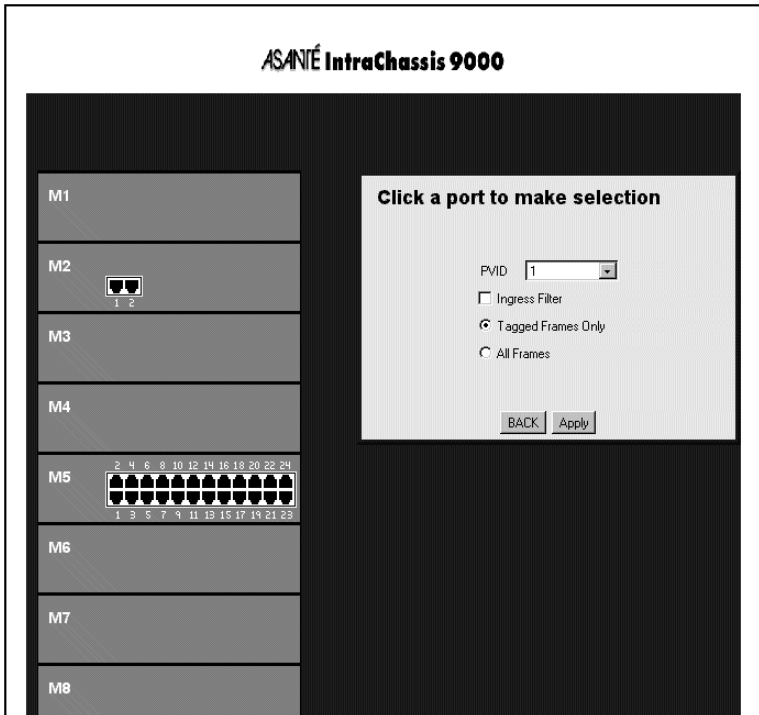 ASANTÉ IntraChassis 9000
M1
M2
1 2
M3
M4
M5
2 4 6 8 10 12 14 16 18 20 22 24
1 3 5 7 9 11 13 15 17 19 21 23
M6
M7
M8
Click a port to make selection
PVID 1
Ingress Filter
Tagged Frames Only
All Frames
BACK Apply